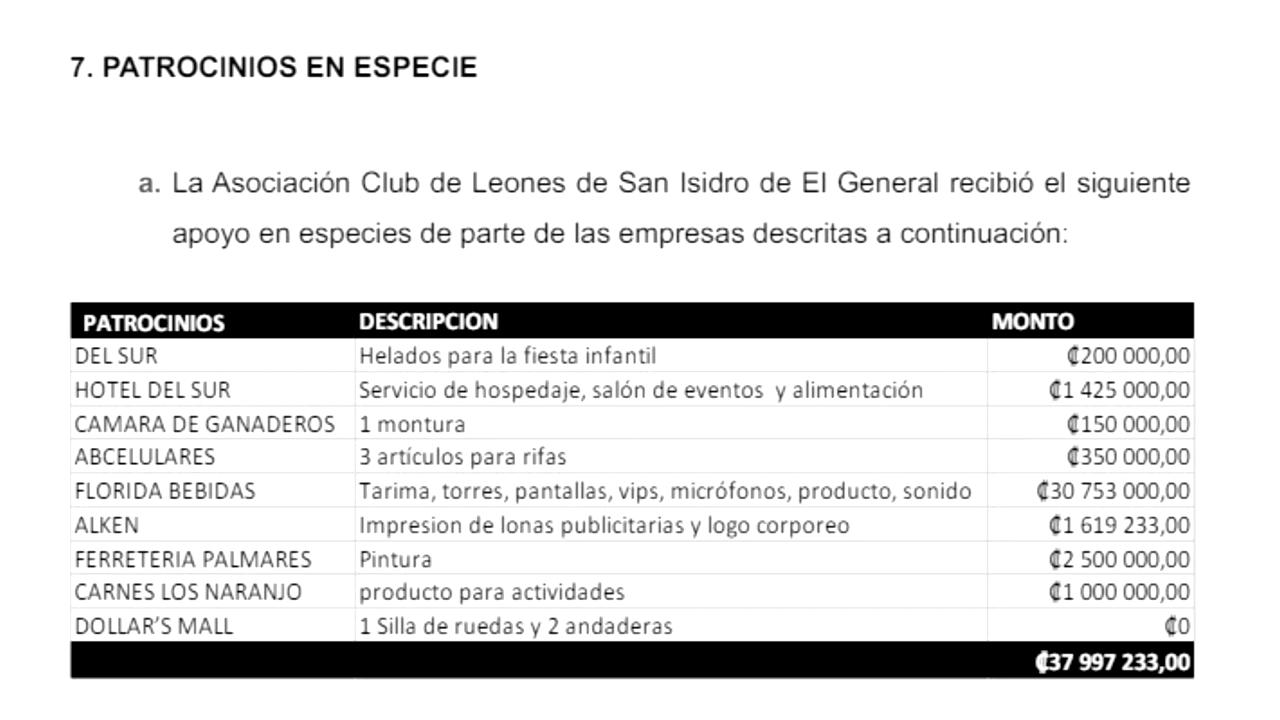 7. PATROCINIOS EN ESPECIE
a. La Asociación Club de Leones de San Isidro de El General recibió el siguiente
apoyo en especies de parte de las empresas descritas a continuación:
PATROCINIOS DESCRIPCION MONTO
DEL SUR Helados para la fiesta infantil ₡200 000,00
HOTEL DEL SUR Servicio de hospedaje, salón de eventos y alimentación ₡1 425 000,00
CAMARA DE GANADEROS 1 montura ₡150 000,00
ABCELULARES 3 artículos para rifas ₡350 000,00
FLORIDA BEBIDAS Tarima, torres, pantallas, vips, micrófonos, producto, sonido ₡30 753 000,00
ALKEN Impresion de lonas publicitarias y logo corporeo ₡1 619 233,00
FERRETERIA PALMARES Pintura ₡2 500 000,00
CARNES LOS NARANJO producto para actividades ₡1 000 000,00
DOLLAR'S MALL 1 Silla de ruedas y 2 andaderas ₡0
₡37 997 233,00